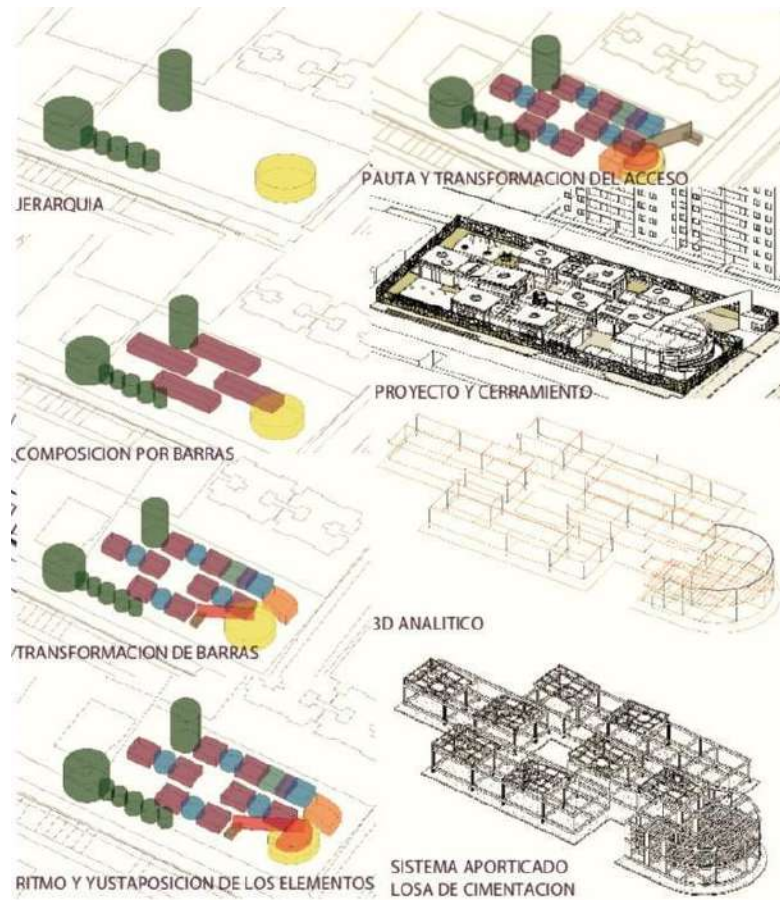 JERARQUIA
COMPOSICION POR BARRAS
TRANSFORMACION DE BARRAS
RITMO Y YUSTAPOSICION DE LOS ELEMENTOS
PAUTA Y TRANSFORMACION DEL ACCESO
PROYECTO Y CERRAMIENTO
3D ANALITICO
SISTEMA APORTICADO
LOSA DE CIMENTACION